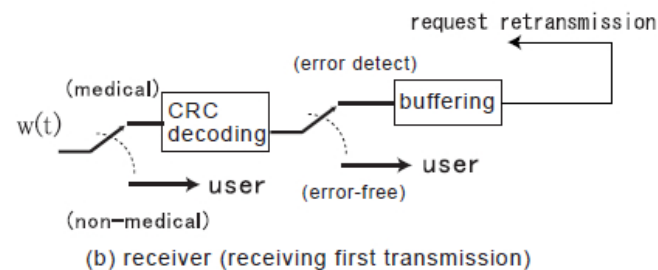 request retransmission
(error detect)
(medical)
CRC
decoding
buffering
w(t)
user
user
(error-free)
(non-medical)
(b) receiver (receiving first transmission)